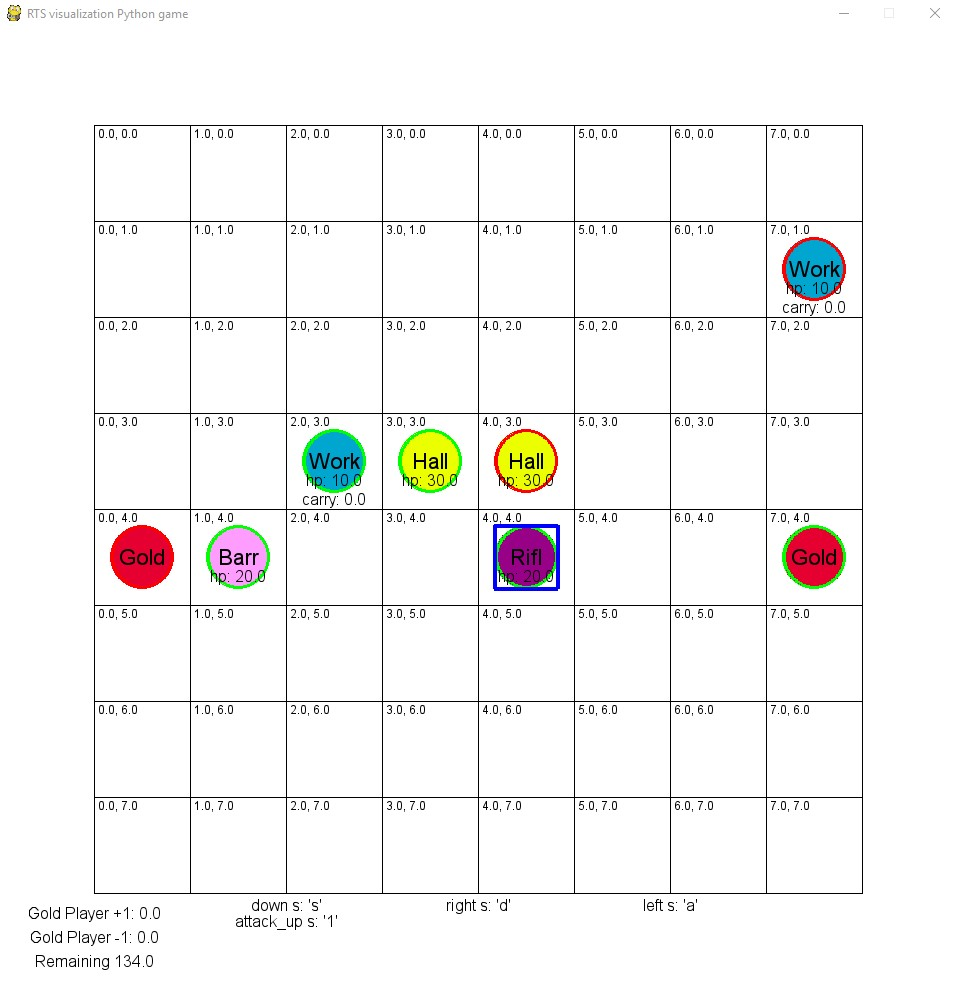 RTS visualization Python game
0.0, 0.0 1.0, 0.0 2.0, 0.0 3.0, 0.0 4.0, 0.0 5.0, 0.0 6.0, 0.0 7.0, 0.0
0.0, 1.0 1.0, 1.0 2.0, 1.0 3.0, 1.0 4.0, 1.0 5.0, 1.0 6.0, 1.0 7.0, 1.0
Work
hp: 10.0
carry: 0.0
0.0, 2.0 1.0, 2.0 2.0, 2.0 3.0, 2.0 4.0, 2.0 5.0, 2.0 6.0, 2.0 7.0, 2.0
0.0, 3.0 1.0, 3.0 2.0, 3.0 3.0, 3.0 4.0, 3.0 5.0, 3.0 6.0, 3.0 7.0, 3.0
Work Hall Hall
hp: 10.0 hp: 30.0 hp: 30.0
carry: 0.0
0.0, 4.0 1.0, 4.0 2.0, 4.0 3.0, 4.0 4.0, 4.0 5.0, 4.0 6.0, 4.0 7.0, 4.0
Gold Barr Rifl Gold
hp: 20.0 hp: 20.0
0.0, 5.0 1.0, 5.0 2.0, 5.0 3.0, 5.0 4.0, 5.0 5.0, 5.0 6.0, 5.0 7.0, 5.0
0.0, 6.0 1.0, 6.0 2.0, 6.0 3.0, 6.0 4.0, 6.0 5.0, 6.0 6.0, 6.0 7.0, 6.0
0.0, 7.0 1.0, 7.0 2.0, 7.0 3.0, 7.0 4.0, 7.0 5.0, 7.0 6.0, 7.0 7.0, 7.0
down s: 's' right s: 'd' left s: 'a'
attack_up s: '1'
Gold Player +1: 0.0
Gold Player -1: 0.0
Remaining 134.0